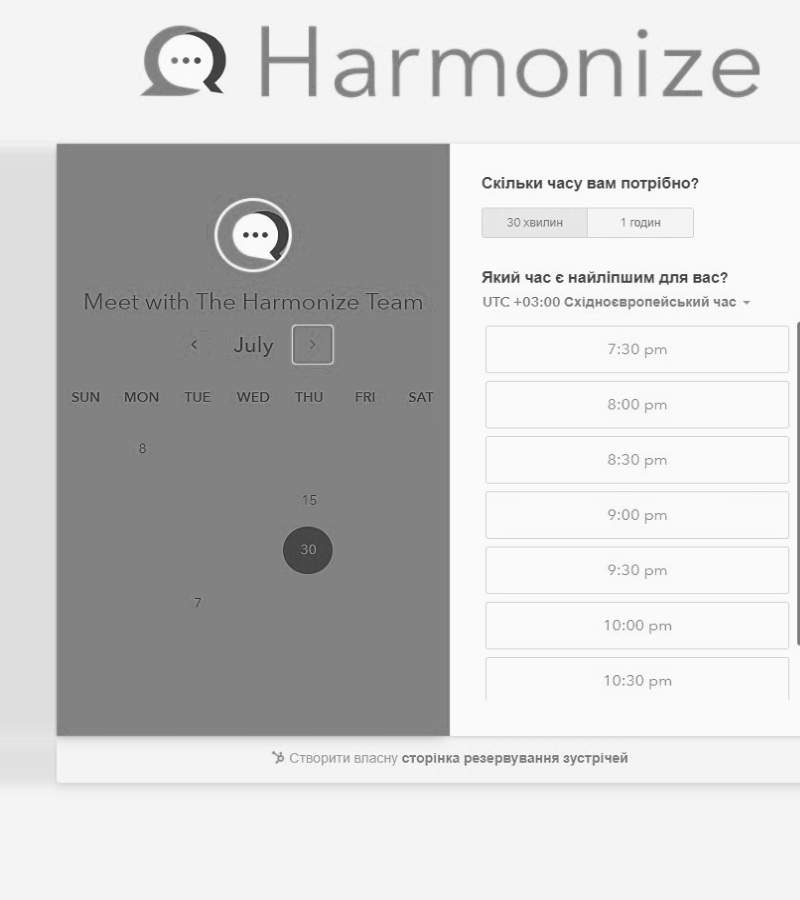 Harmonize
Meet with The Harmonize Team
July
SUN MON TUE WED THU FRI SAT
8
15
30
7
Скільки часу вам потрібно?
30 хвилин 1 годин
Який час є найліпшим для вас?
UTC +03:00 Східноєвропейський час
7:30 pm
8:00 pm
8:30 pm
9:00 pm
9:30 pm
10:00 pm
10:30 pm
Створити власну сторінка резервування зустрічей